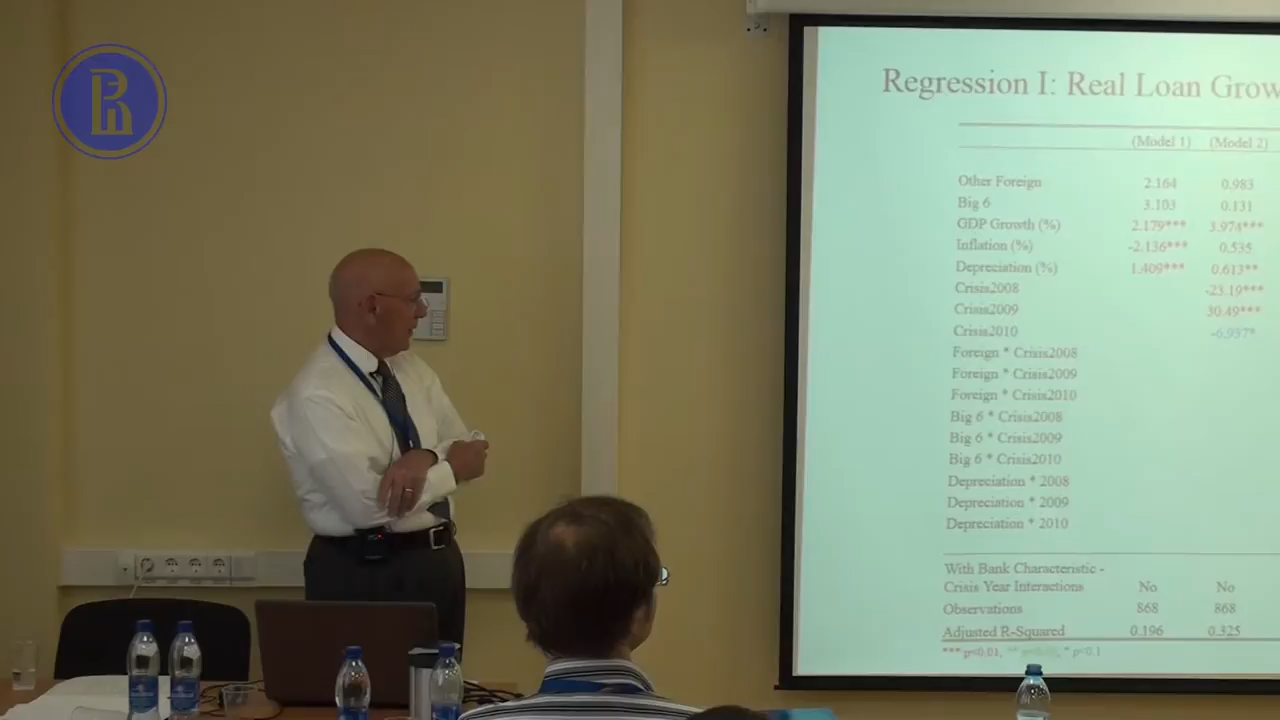 Regression I: Real Loan Grow
(Model 1) (Model 2)
Other Foreign 2.164 0.983
Big 6 3.103 0.131
GDP Growth (%) 2.179*** 3.974***
Inflation (%) -2.136*** 0.535
Depreciation (%) 1.409*** 0.613**
Crisis2008 -23.19***
Crisis2009 30.49***
Crisis2010 -6.937*
Foreign * Crisis2008
Foreign * Crisis2009
Foreign * Crisis2010
Big 6 * Crisis2008
Big 6 * Crisis2009
Big 6 * Crisis2010
Depreciation * 2008
Depreciation * 2009
Depreciation * 2010
With Bank Characteristic -
Crisis Year Interactions No No
Observations 868 868
Adjusted R-Squared 0.196 0.325
*** p<0.01, * p<0.1